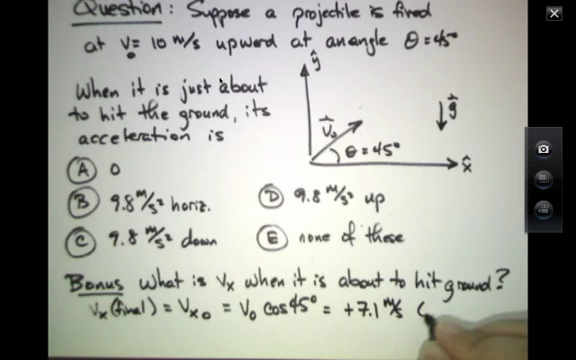 Question: Suppose a projectile is fired
at v₀= 10 m/s upward at an angle θ = 45°
When it is just about
to hit the ground, its
acceleration is
ŷ
v⃗₀
θ = 45°
x̂
g⃗
A 0
B 9.8 m/s² horiz.
C 9.8 m/s² down
D 9.8 m/s² up
E none of these
Bonus What is Vx when it is about to hit ground?
Vx (final) = Vx₀ = V₀ cos45° = +7.1 m/s (